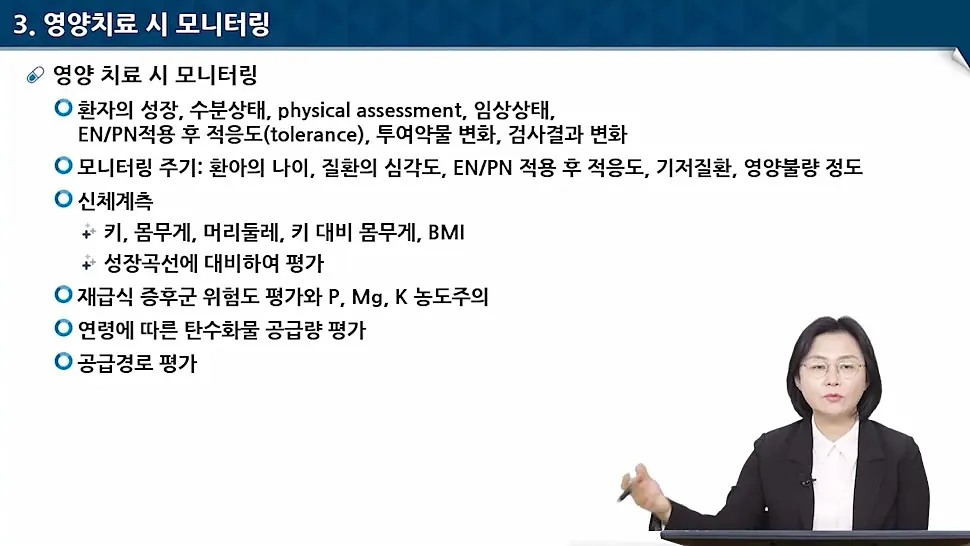 3. 영양치료 시 모니터링
영양 치료 시 모니터링
환자의 성장, 수분상태, physical assessment, 임상상태,
EN/PN적용 후 적응도(tolerance), 투여약물 변화, 검사결과 변화
모니터링 주기: 환아의 나이, 질환의 심각도, EN/PN 적용 후 적응도, 기저질환, 영양불량 정도
신체계측
키, 몸무게, 머리둘레, 키 대비 몸무게, BMI
성장곡선에 대비하여 평가
재급식 증후군 위험도 평가와 P, Mg, K 농도주의
연령에 따른 탄수화물 공급량 평가
공급경로 평가